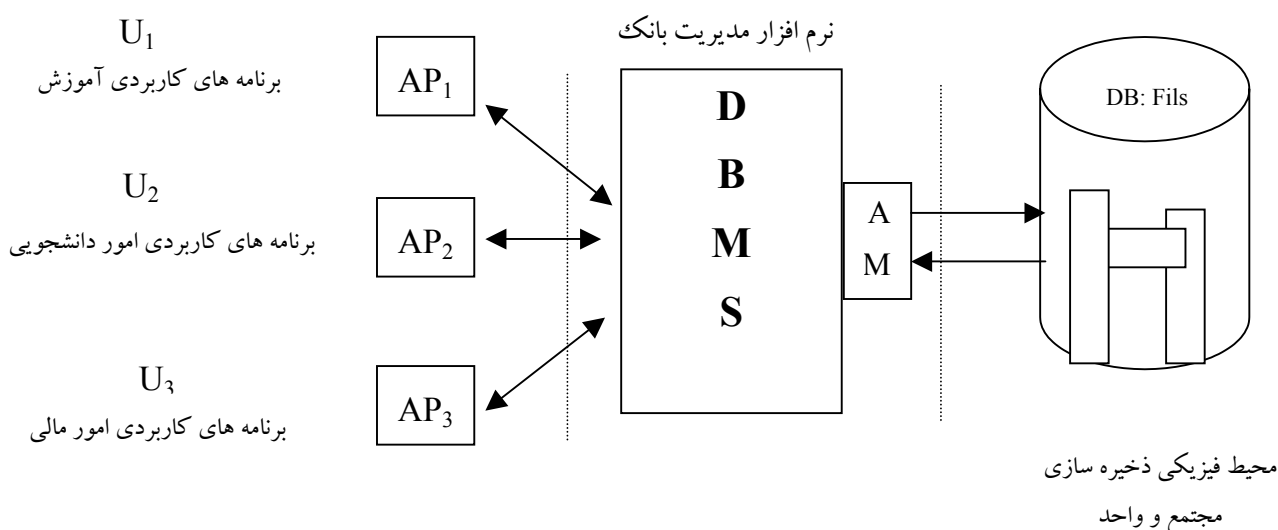 U₁
برنامه های کاربردی آموزش
AP₁
U₂
برنامه های کاربردی امور دانشجویی
AP₂
U₃
برنامه های کاربردی امور مالی
AP₃
نرم افزار مدیریت بانک
D
B
M
S
A
M
DB: Fils
محیط فیزیکی ذخیره سازی
مجتمع و واحد